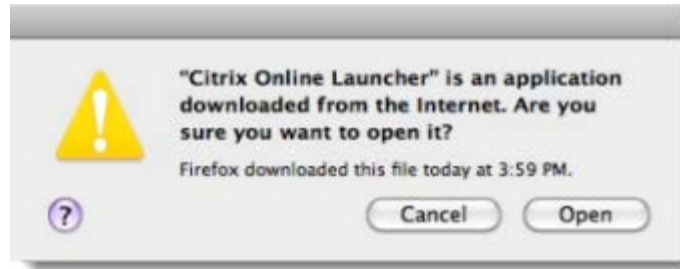 "Citrix Online Launcher" is an application
downloaded from the Internet. Are you
sure you want to open it?
Firefox downloaded this file today at 3:59 PM.
?
Cancel
Open